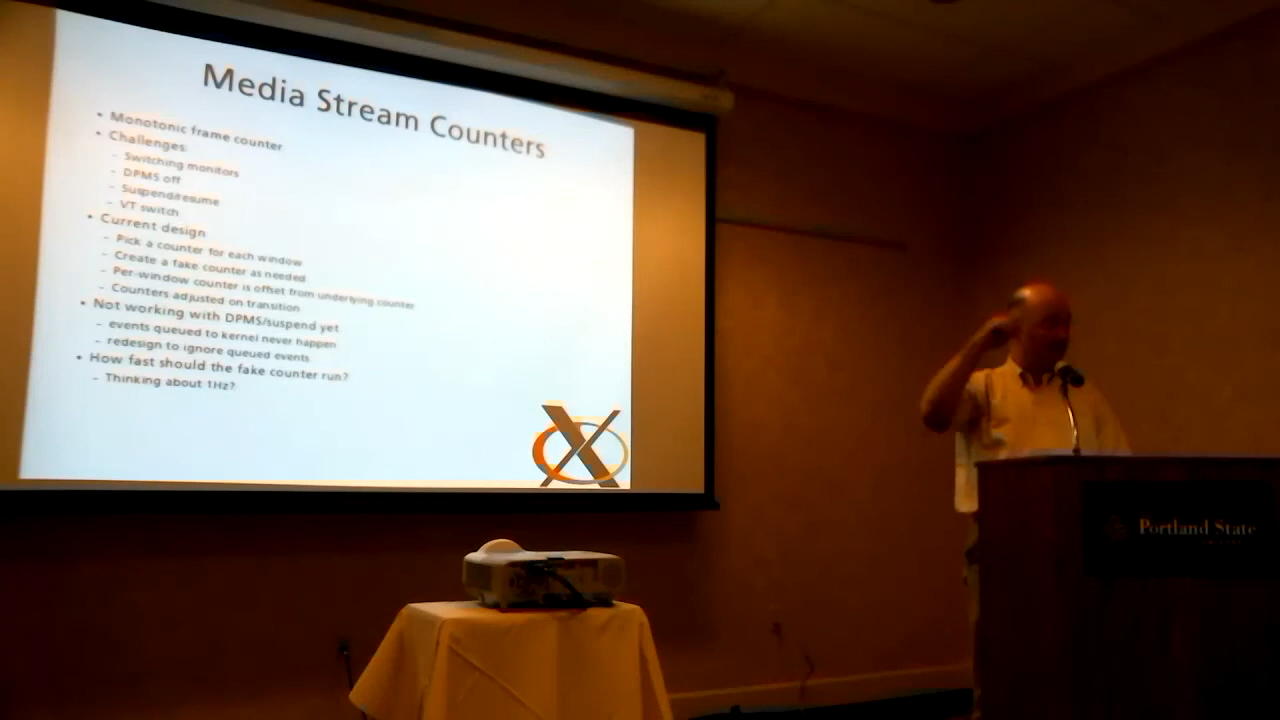 Media Stream Counters
• Monotonic frame counter
• Challenges:
– Switching monitors
– DPMS off
– Suspend/resume
– VT switch
• Current design
– Pick a counter for each window
– Create a fake counter as needed
– Per-window counter is offset from underlying counter
– Counters adjusted on transition
• Not working with DPMS/suspend yet
– events queued to kernel never happen
– redesign to ignore queued events
• How fast should the fake counter run?
– Thinking about 1Hz?
Portland State